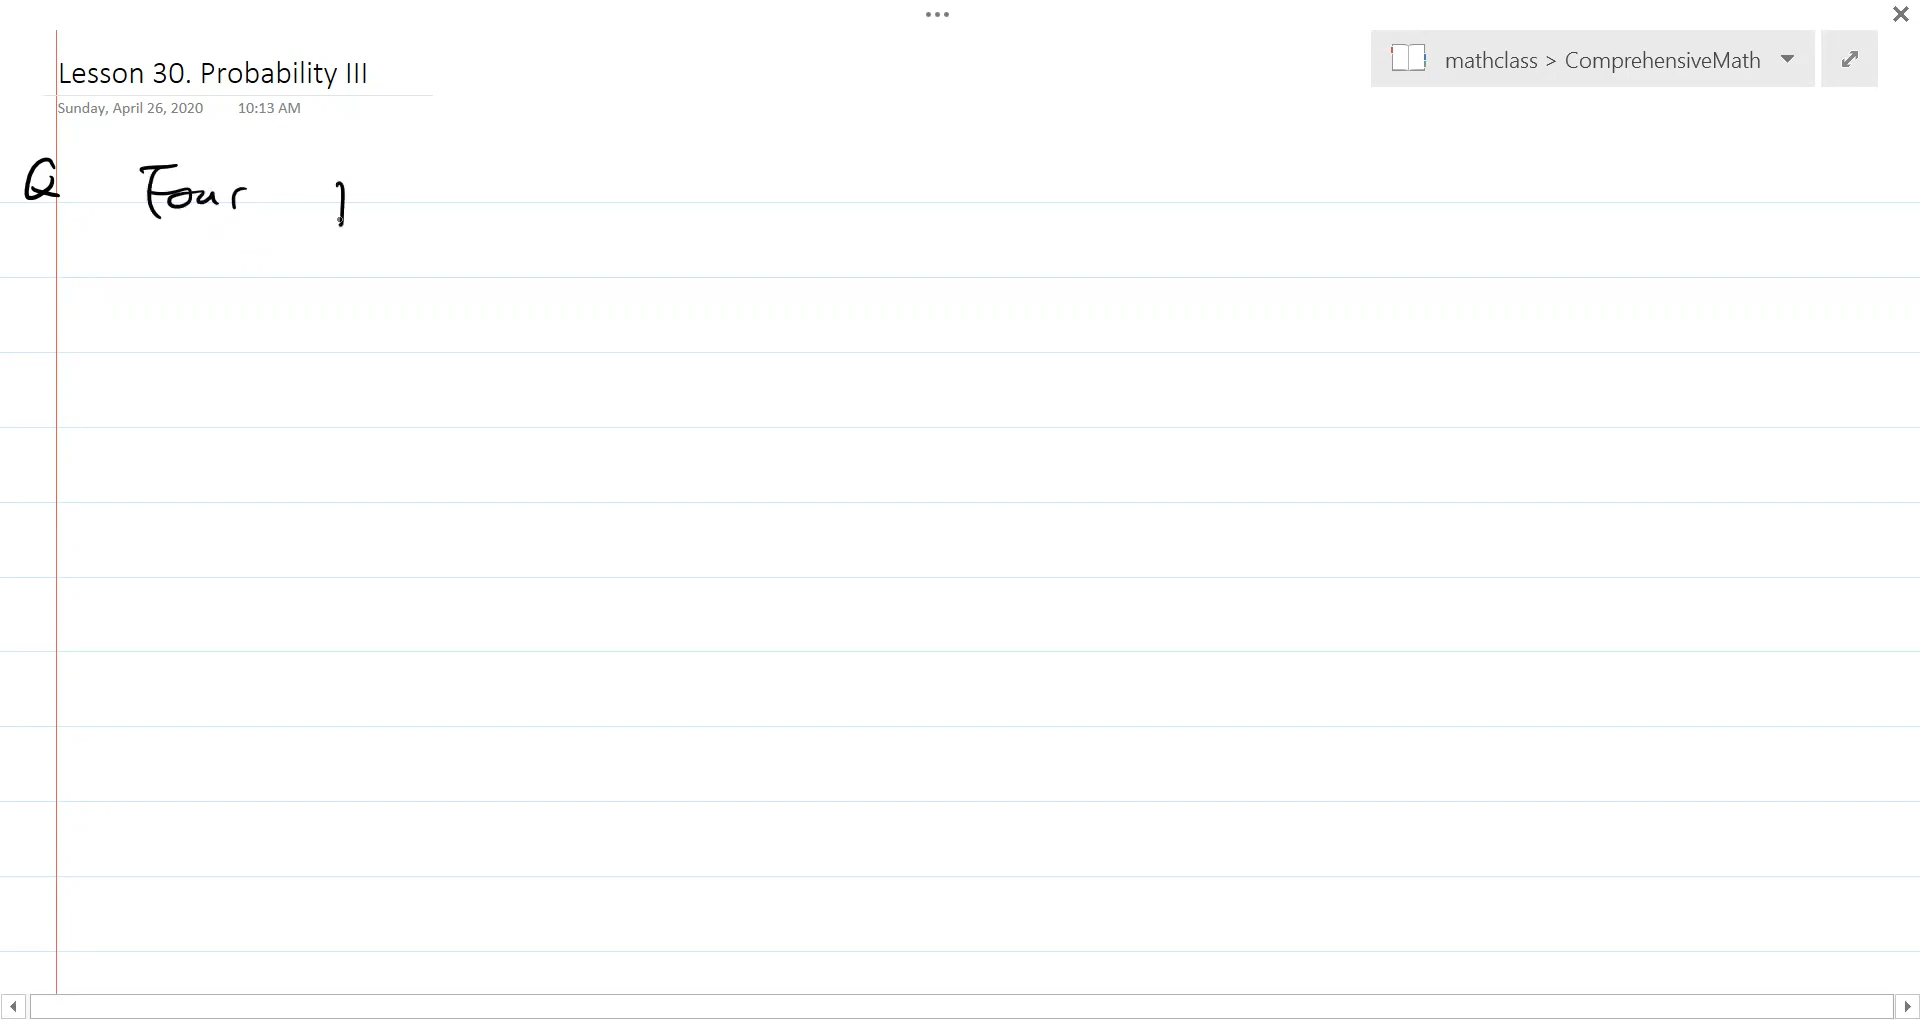 Lesson 30. Probability III
mathclass > ComprehensiveMath
Sunday, April 26, 2020 10:13 AM
Q Four